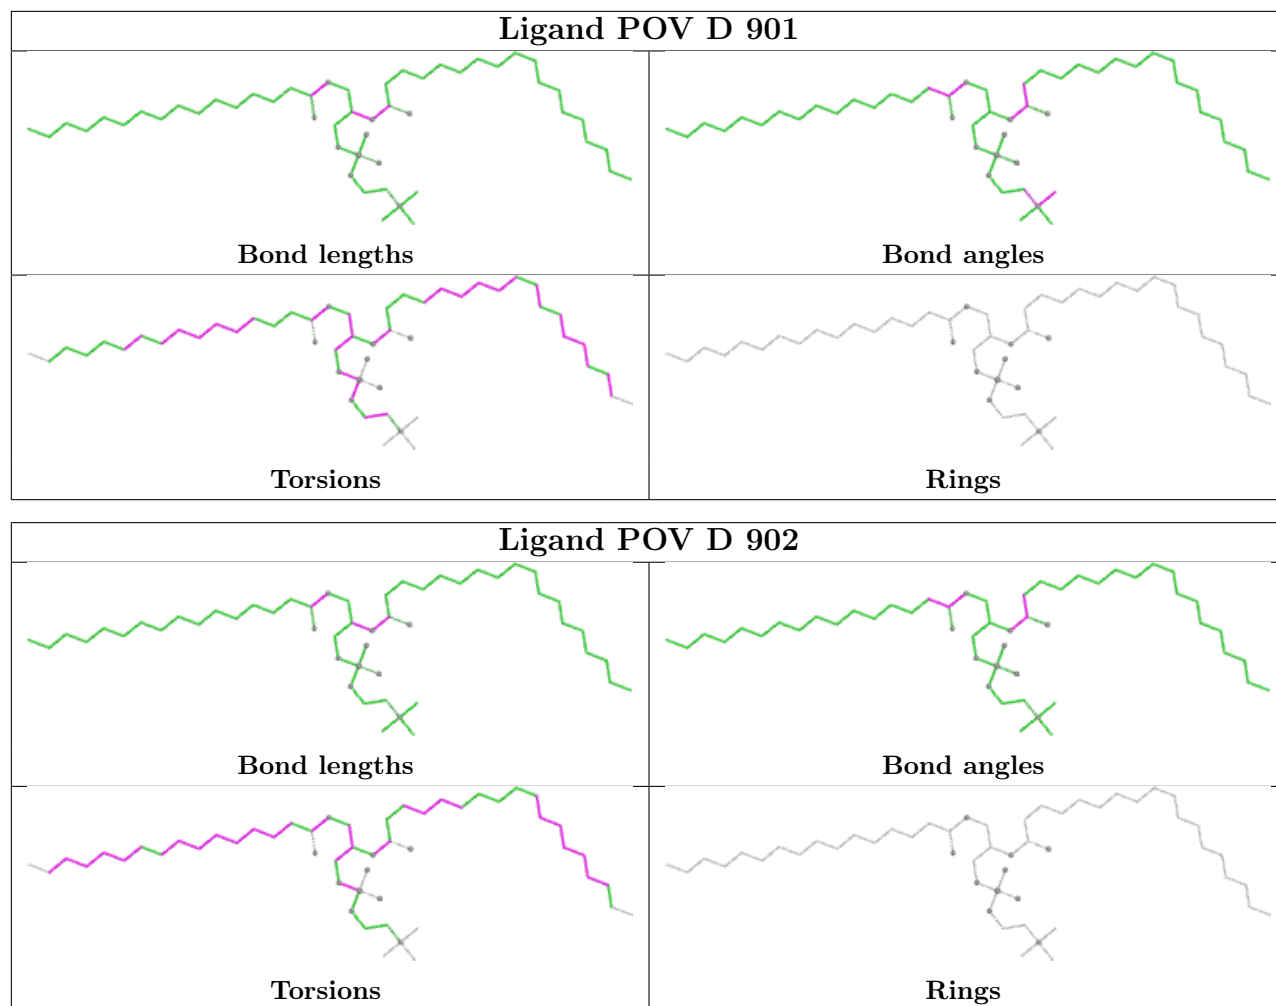 Ligand POV D 901
Bond lengths
Bond angles
Torsions
Rings
Ligand POV D 902
Bond lengths
Bond angles
Torsions
Rings